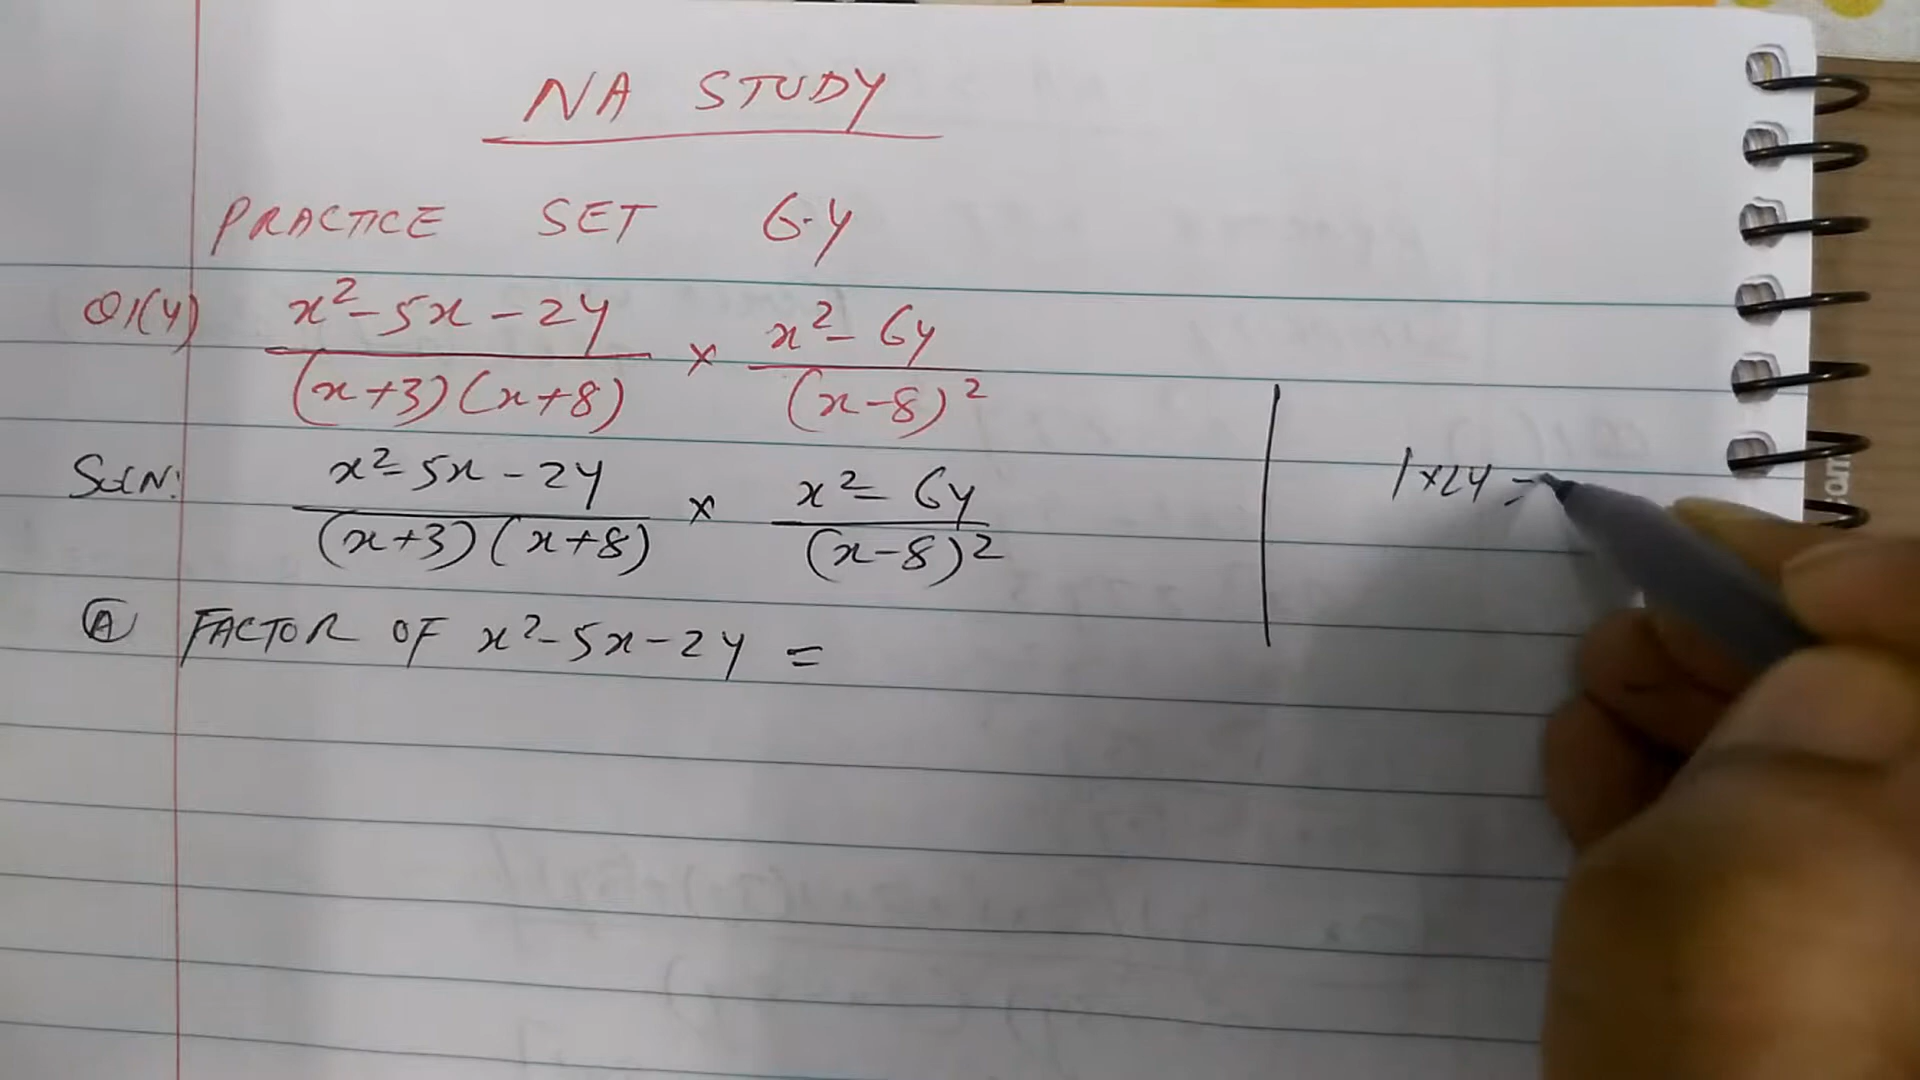 NA STUDY
PRACTICE SET 6.4
Q1(4) x²-5x-24/(x+3)(x+8) × x²-64/(x-8)²
SOLN: x²-5x-24/(x+3)(x+8) × x²-64/(x-8)²
1×24 =
Ⓐ FACTOR OF x²-5x-24 =
.com